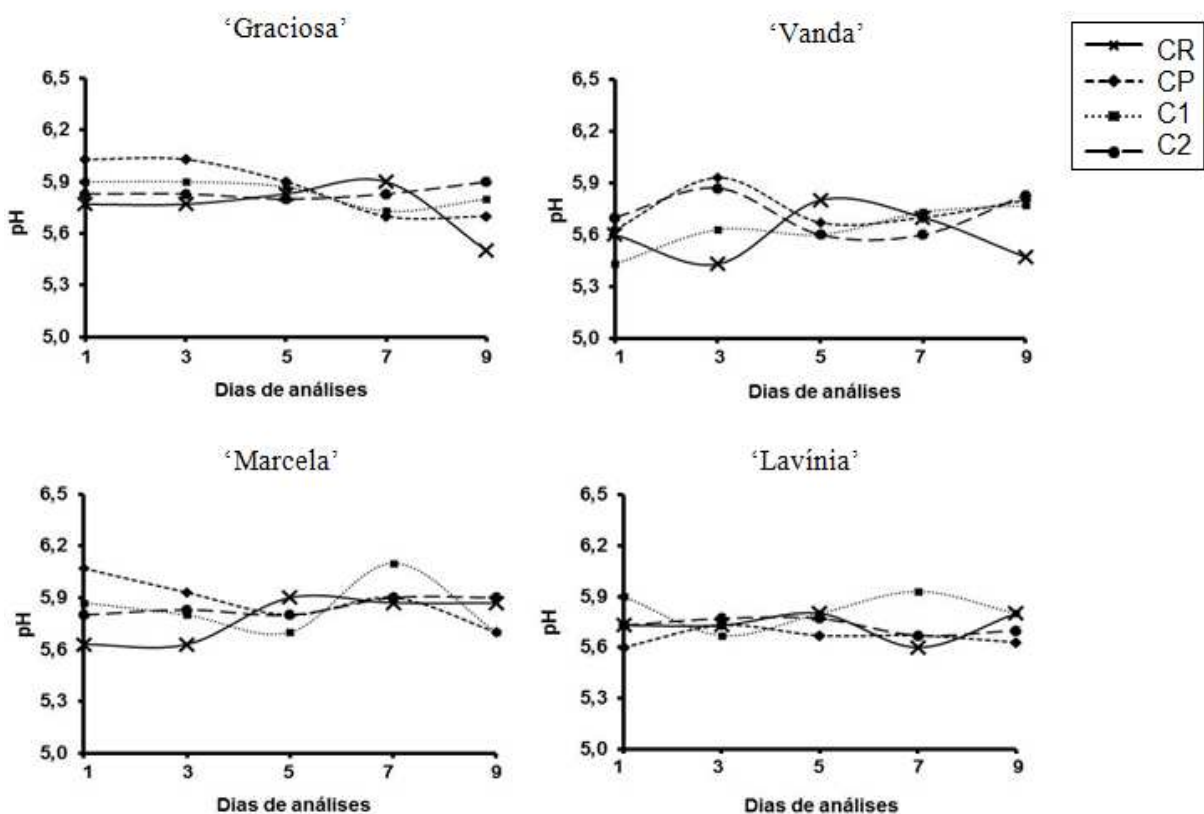 ‘Graciosa’
6,5
6,2
5,9
5,6
5,3
5,0
pH
1 3 5 7 9
Dias de análises
‘Vanda’
6,5
6,2
5,9
5,6
5,3
5,0
pH
1 3 5 7 9
Dias de análises
CR
CP
C1
C2
‘Marcela’
6,5
6,2
5,9
5,6
5,3
5,0
pH
1 3 5 7 9
Dias de análises
‘Lavínia’
6,5
6,2
5,9
5,6
5,3
5,0
pH
1 3 5 7 9
Dias de análises